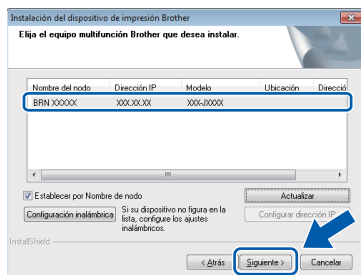 Instalación del dispositivo de impresión Brother
Elija el equipo multifunción Brother que desea instalar.
Nombre del nodo Dirección IP Modelo Ubicación Direcció
BRN XXXXX XXX.XX.XX XXX-JXXXX
Establecer por Nombre de nodo
Actualizar
Configuración inalámbrica
Si su dispositivo no figura en la
lista, configure los ajustes
inalámbricos.
Configurar dirección IP
InstallShield
< Atrás Siguiente > Cancelar